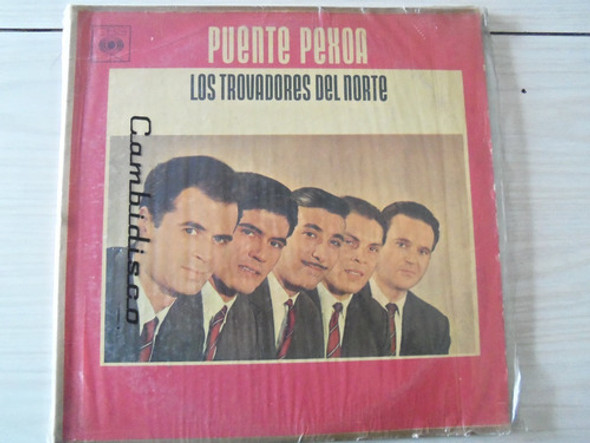 PUENTE PEXOA
LOS TROVADORES DEL NORTE
Cambidisco